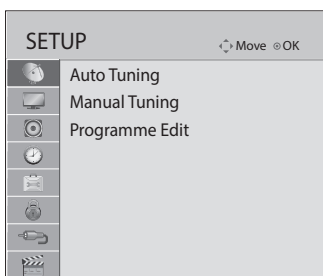 SETUP
Move OK
Auto Tuning
Manual Tuning
Programme Edit